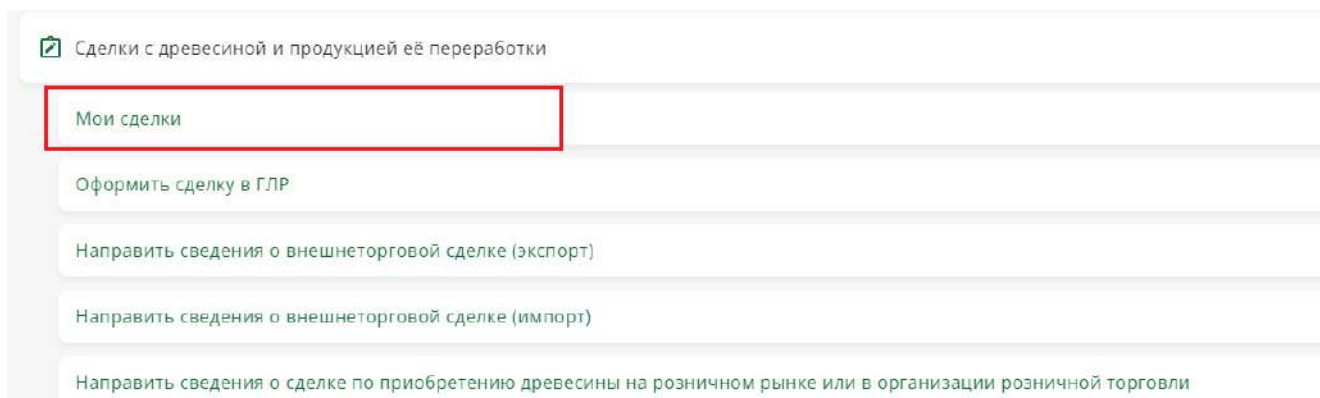 Сделки с древесиной и продукцией её переработки
Мои сделки
Оформить сделку в ГЛР
Направить сведения о внешнеторговой сделке (экспорт)
Направить сведения о внешнеторговой сделке (импорт)
Направить сведения о сделке по приобретению древесины на розничном рынке или в организации розничной торговли